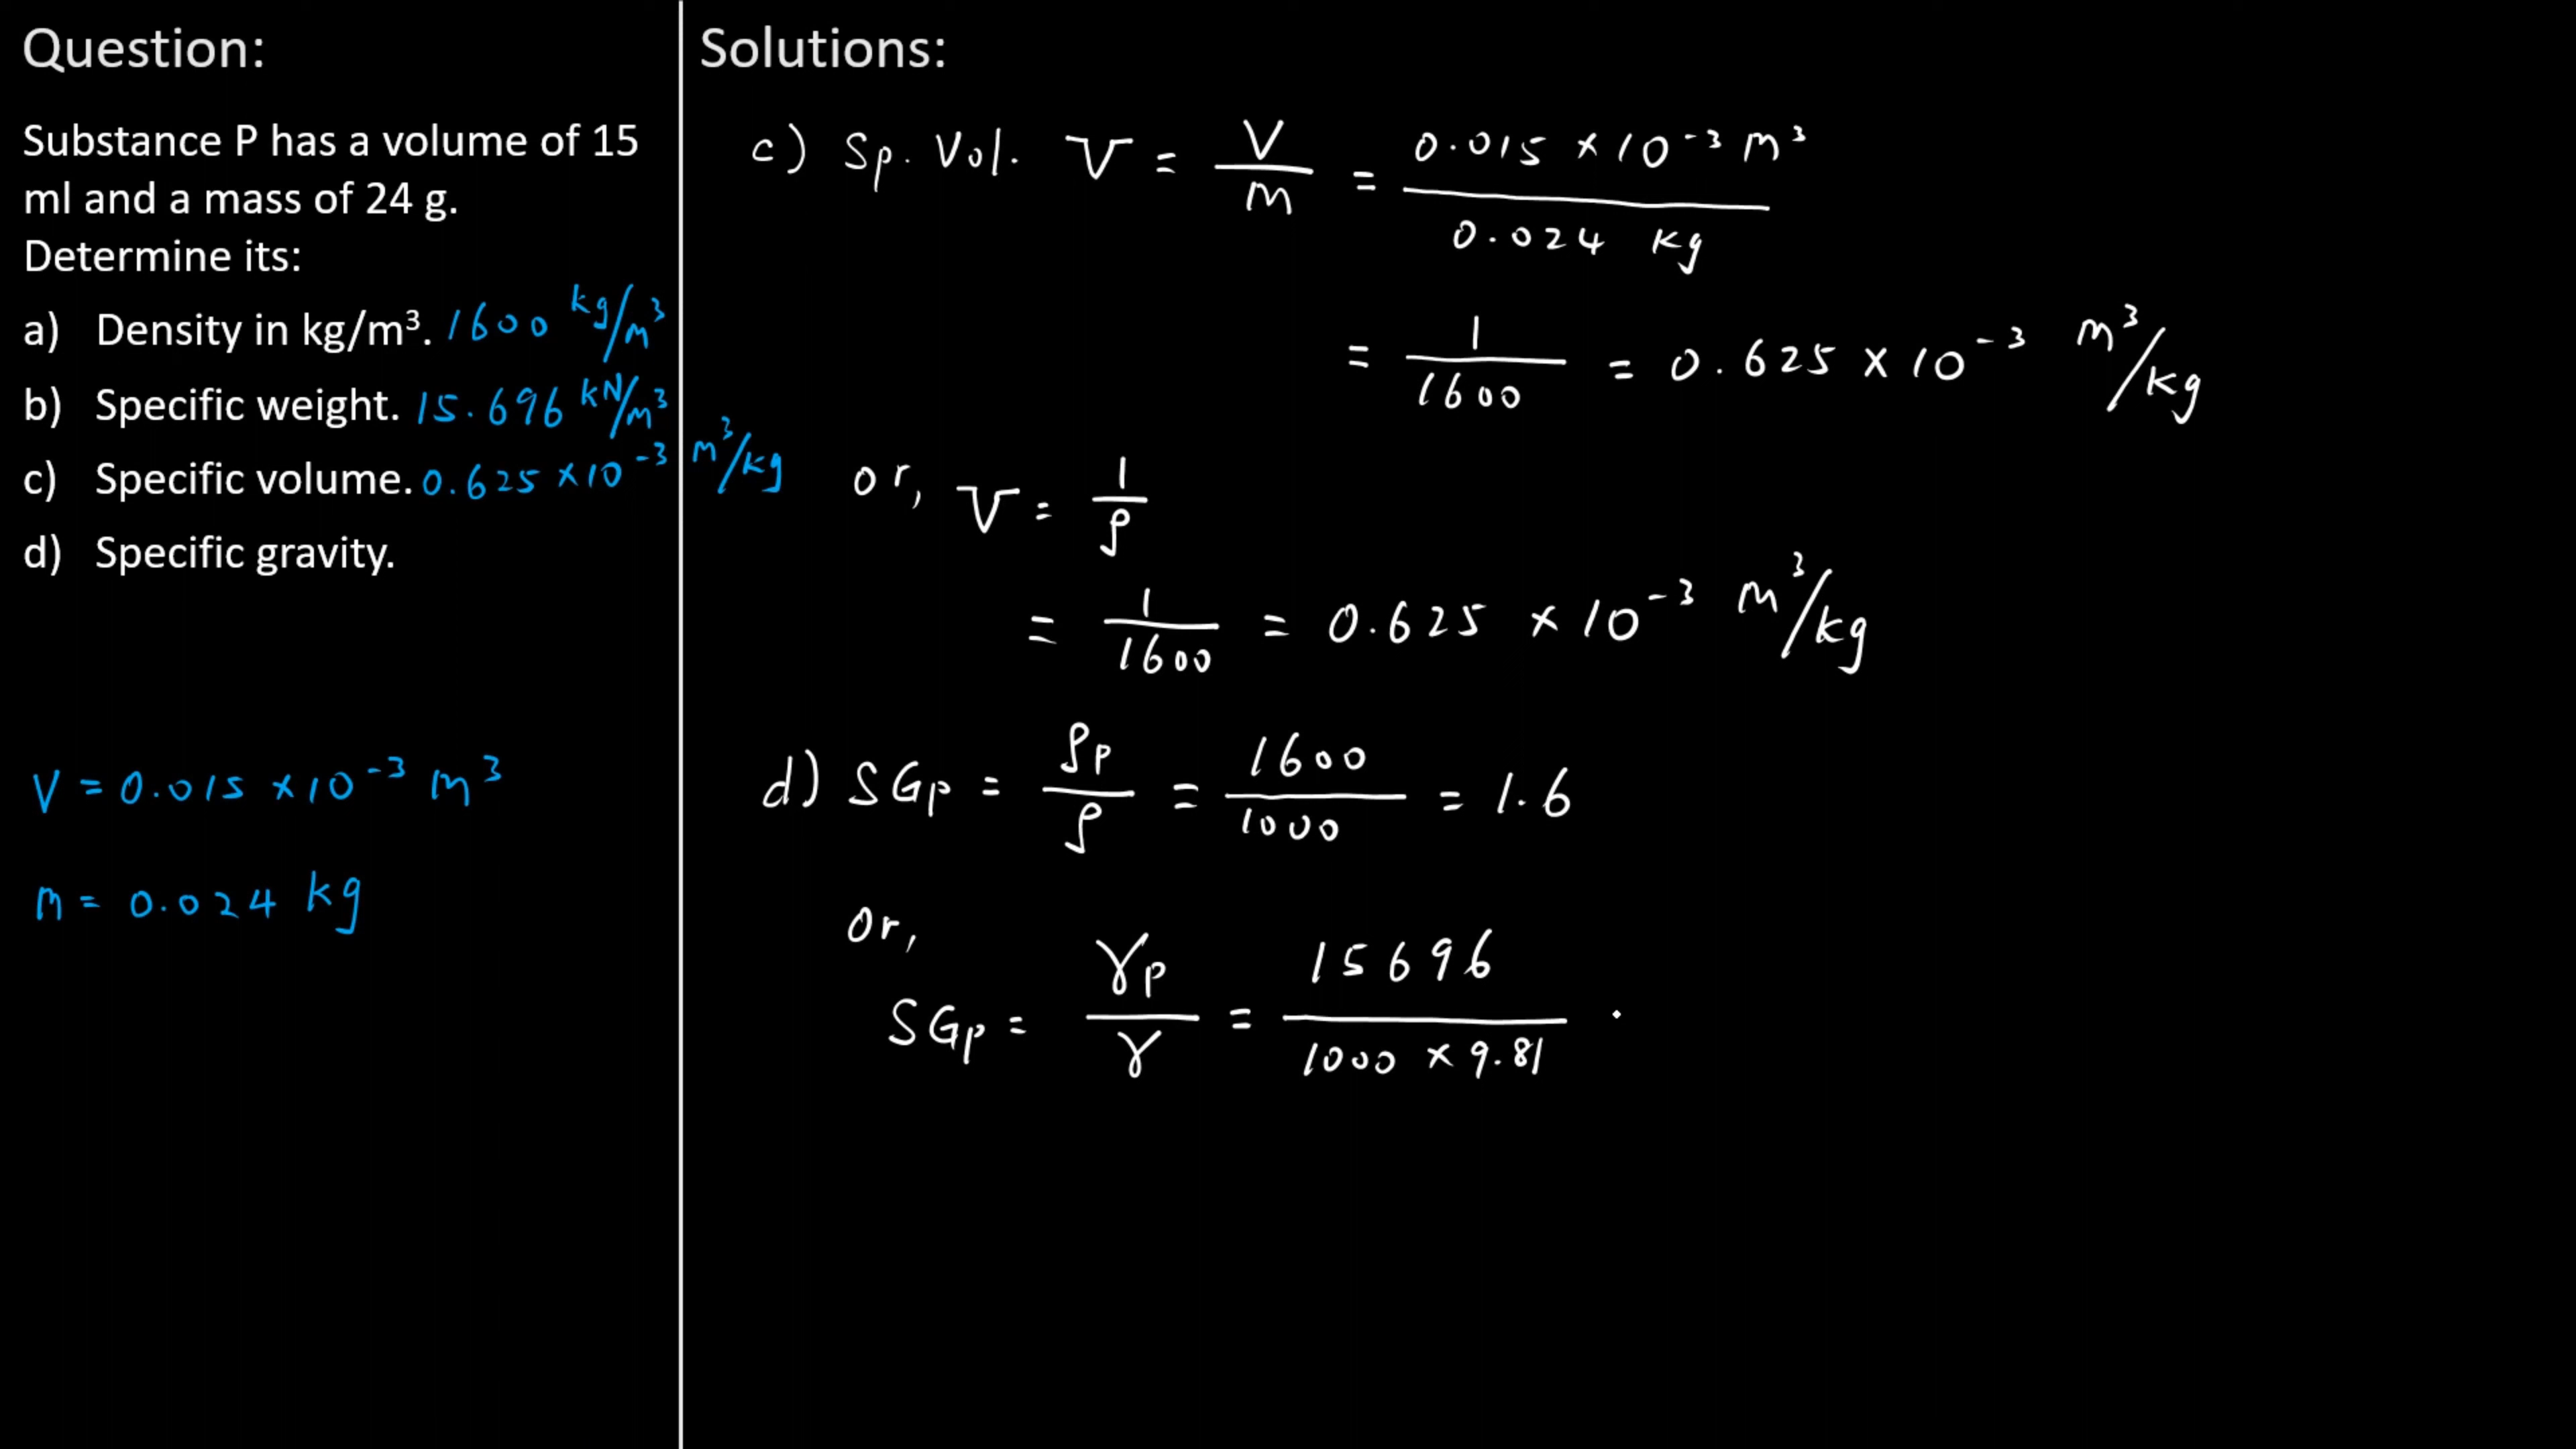 Question:
Substance P has a volume of 15
ml and a mass of 24 g.
Determine its:
a) Density in kg/m³. 1600 kg/m³
b) Specific weight. 15.696 kN/m³
c) Specific volume. 0.625 × 10⁻³ m³/kg
d) Specific gravity.
V = 0.015 × 10⁻³ m³
m = 0.024 kg
Solutions:
c) Sp. Vol. v = V/m = 0.015 × 10⁻³ m³ / 0.024 kg
= 1/1600 = 0.625 × 10⁻³ m³/kg
or, v = 1/ρ
= 1/1600 = 0.625 × 10⁻³ m³/kg
d) SGp = ρp/ρ = 1600/1000 = 1.6
or,
SGp = γp/γ = 15696 / 1000 × 9.81